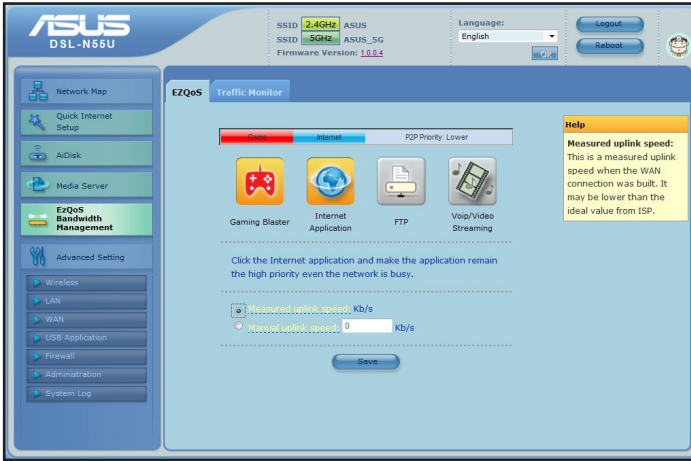 ASUS
DSL-N55U
SSID 2.4GHz ASUS
SSID 5GHz ASUS_5G
Firmware Version: 1.0.0.4
Language:
English
OK
Logout
Reboot
Network Map
Quick Internet
Setup
AiDisk
Media Server
EzQoS
Bandwidth
Management
Advanced Setting
Wireless
LAN
WAN
USB Application
Firewall
Administration
System Log
EZQoS
Traffic Monitor
Game
Internet
P2P Priority: Lower
Gaming Blaster
Internet
Application
FTP
Voip/Video
Streaming
Click the Internet application and make the application remain
the high priority even the network is busy.
Measured uplink speed: Kb/s
Manual uplink speed: 0 Kb/s
Save
Help
Measured uplink speed:
This is a measured uplink
speed when the WAN
connection was built. It
may be lower than the
ideal value from ISP.